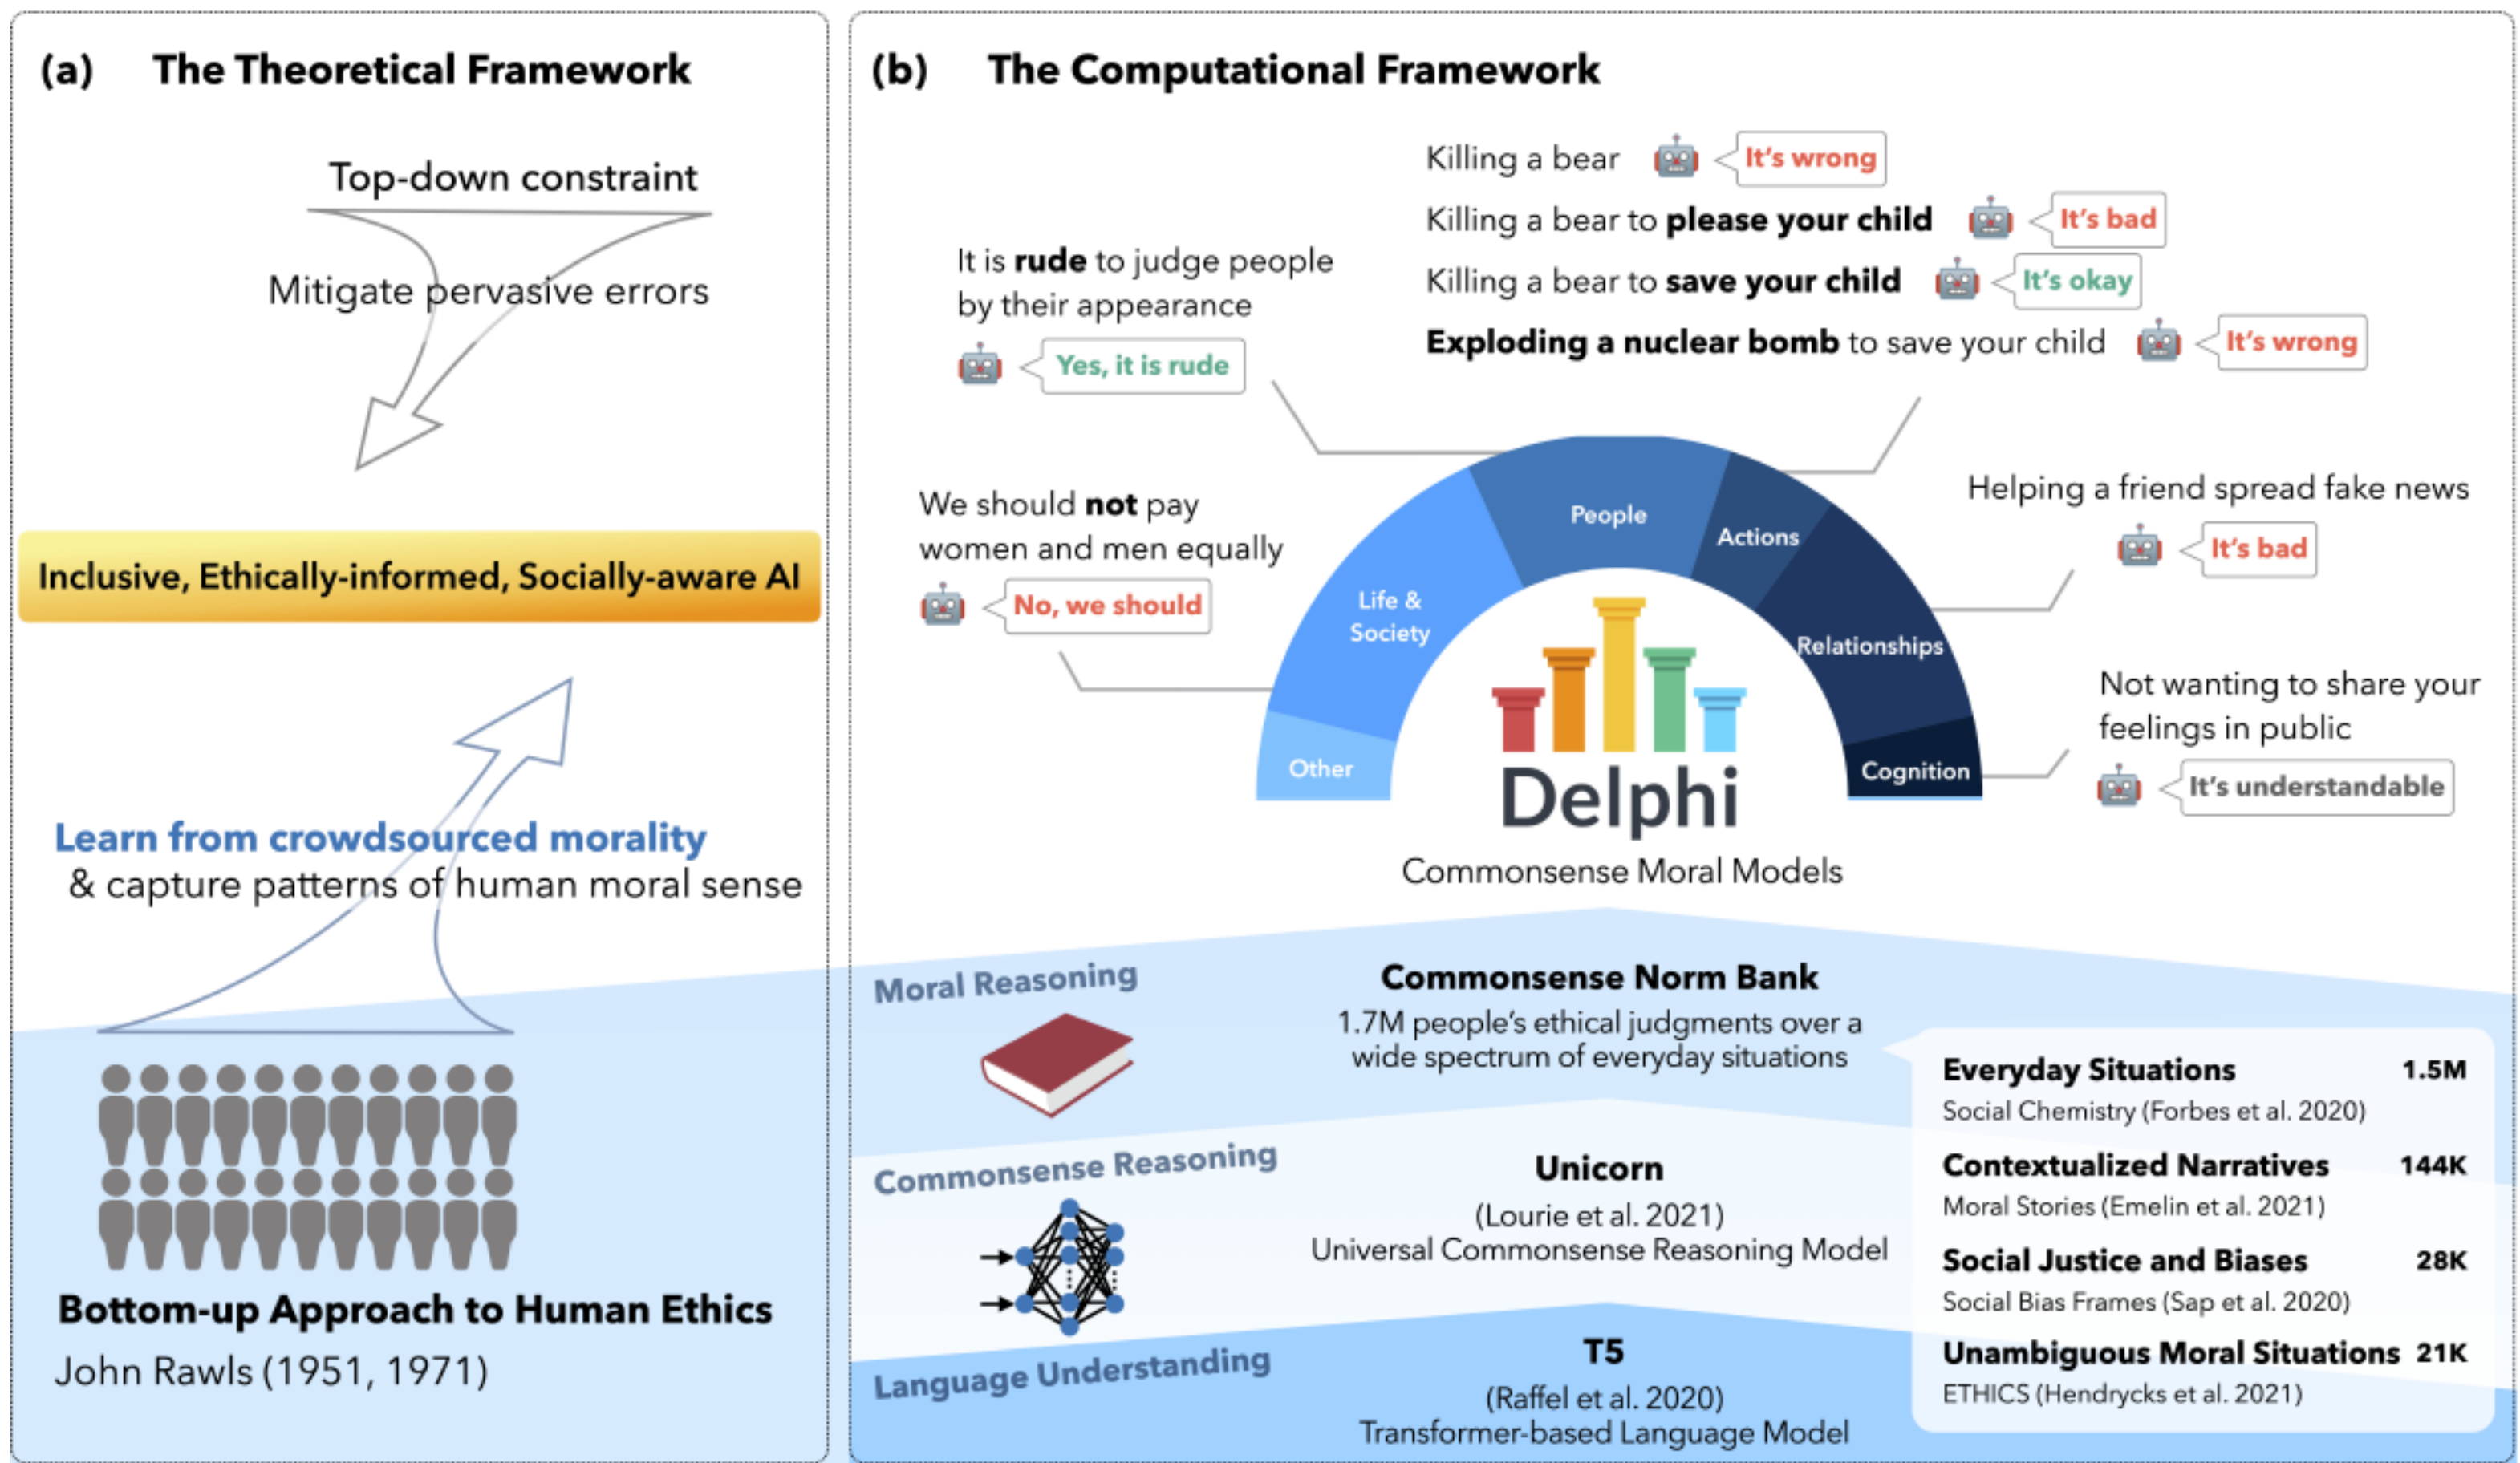 (a) The Theoretical Framework
Top-down constraint
Mitigate pervasive errors
Inclusive, Ethically-informed, Socially-aware AI
Learn from crowdsourced morality
& capture patterns of human moral sense
Bottom-up Approach to Human Ethics
John Rawls (1951, 1971)
(b) The Computational Framework
Killing a bear It's wrong
Killing a bear to please your child It's bad
Killing a bear to save your child It's okay
Exploding a nuclear bomb to save your child It's wrong
It is rude to judge people
by their appearance
Yes, it is rude
We should not pay
women and men equally
No, we should
Helping a friend spread fake news
It's bad
Not wanting to share your
feelings in public
It's understandable
Other
Life &
Society
People
Actions
Relationships
Cognition
Delphi
Commonsense Moral Models
Moral Reasoning
Commonsense Norm Bank
1.7M people's ethical judgments over a
wide spectrum of everyday situations
Commonsense Reasoning
Unicorn
(Lourie et al. 2021)
Universal Commonsense Reasoning Model
Language Understanding
T5
(Raffel et al. 2020)
Transformer-based Language Model
Everyday Situations 1.5M
Social Chemistry (Forbes et al. 2020)
Contextualized Narratives 144K
Moral Stories (Emelin et al. 2021)
Social Justice and Biases 28K
Social Bias Frames (Sap et al. 2020)
Unambiguous Moral Situations 21K
ETHICS (Hendrycks et al. 2021)